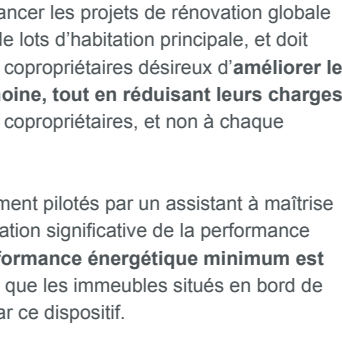 ancer les projets de rénovation globale
de lots d’habitation principale, et doit
copropriétaires désireux d’améliorer le
oine, tout en réduisant leurs charges
copropriétaires, et non à chaque
ment pilotés par un assistant à maîtrise
ation significative de la performance
formance énergétique minimum est
que les immeubles situés en bord de
ar ce dispositif.